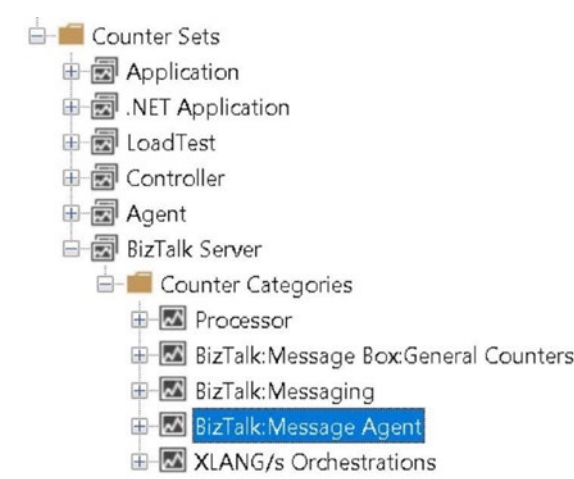 Counter Sets
Application
.NET Application
LoadTest
Controller
Agent
BizTalk Server
Counter Categories
Processor
BizTalk:Message Box:General Counters
BizTalk:Messaging
BizTalk:Message Agent
XLANG/s Orchestrations